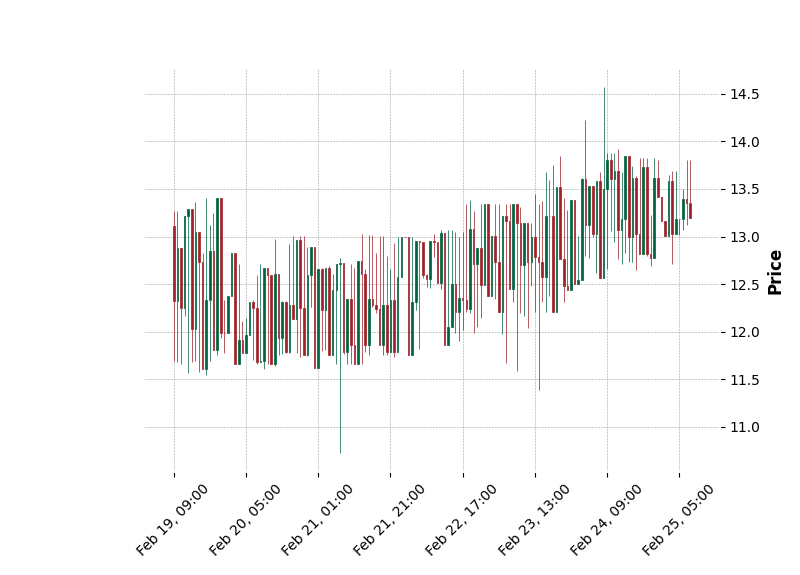 14.5
14.0
13.5
13.0
12.5
12.0
11.5
11.0
Price
Feb 19, 09:00
Feb 20, 05:00
Feb 21, 01:00
Feb 21, 21:00
Feb 22, 17:00
Feb 23, 13:00
Feb 24, 09:00
Feb 25, 05:00